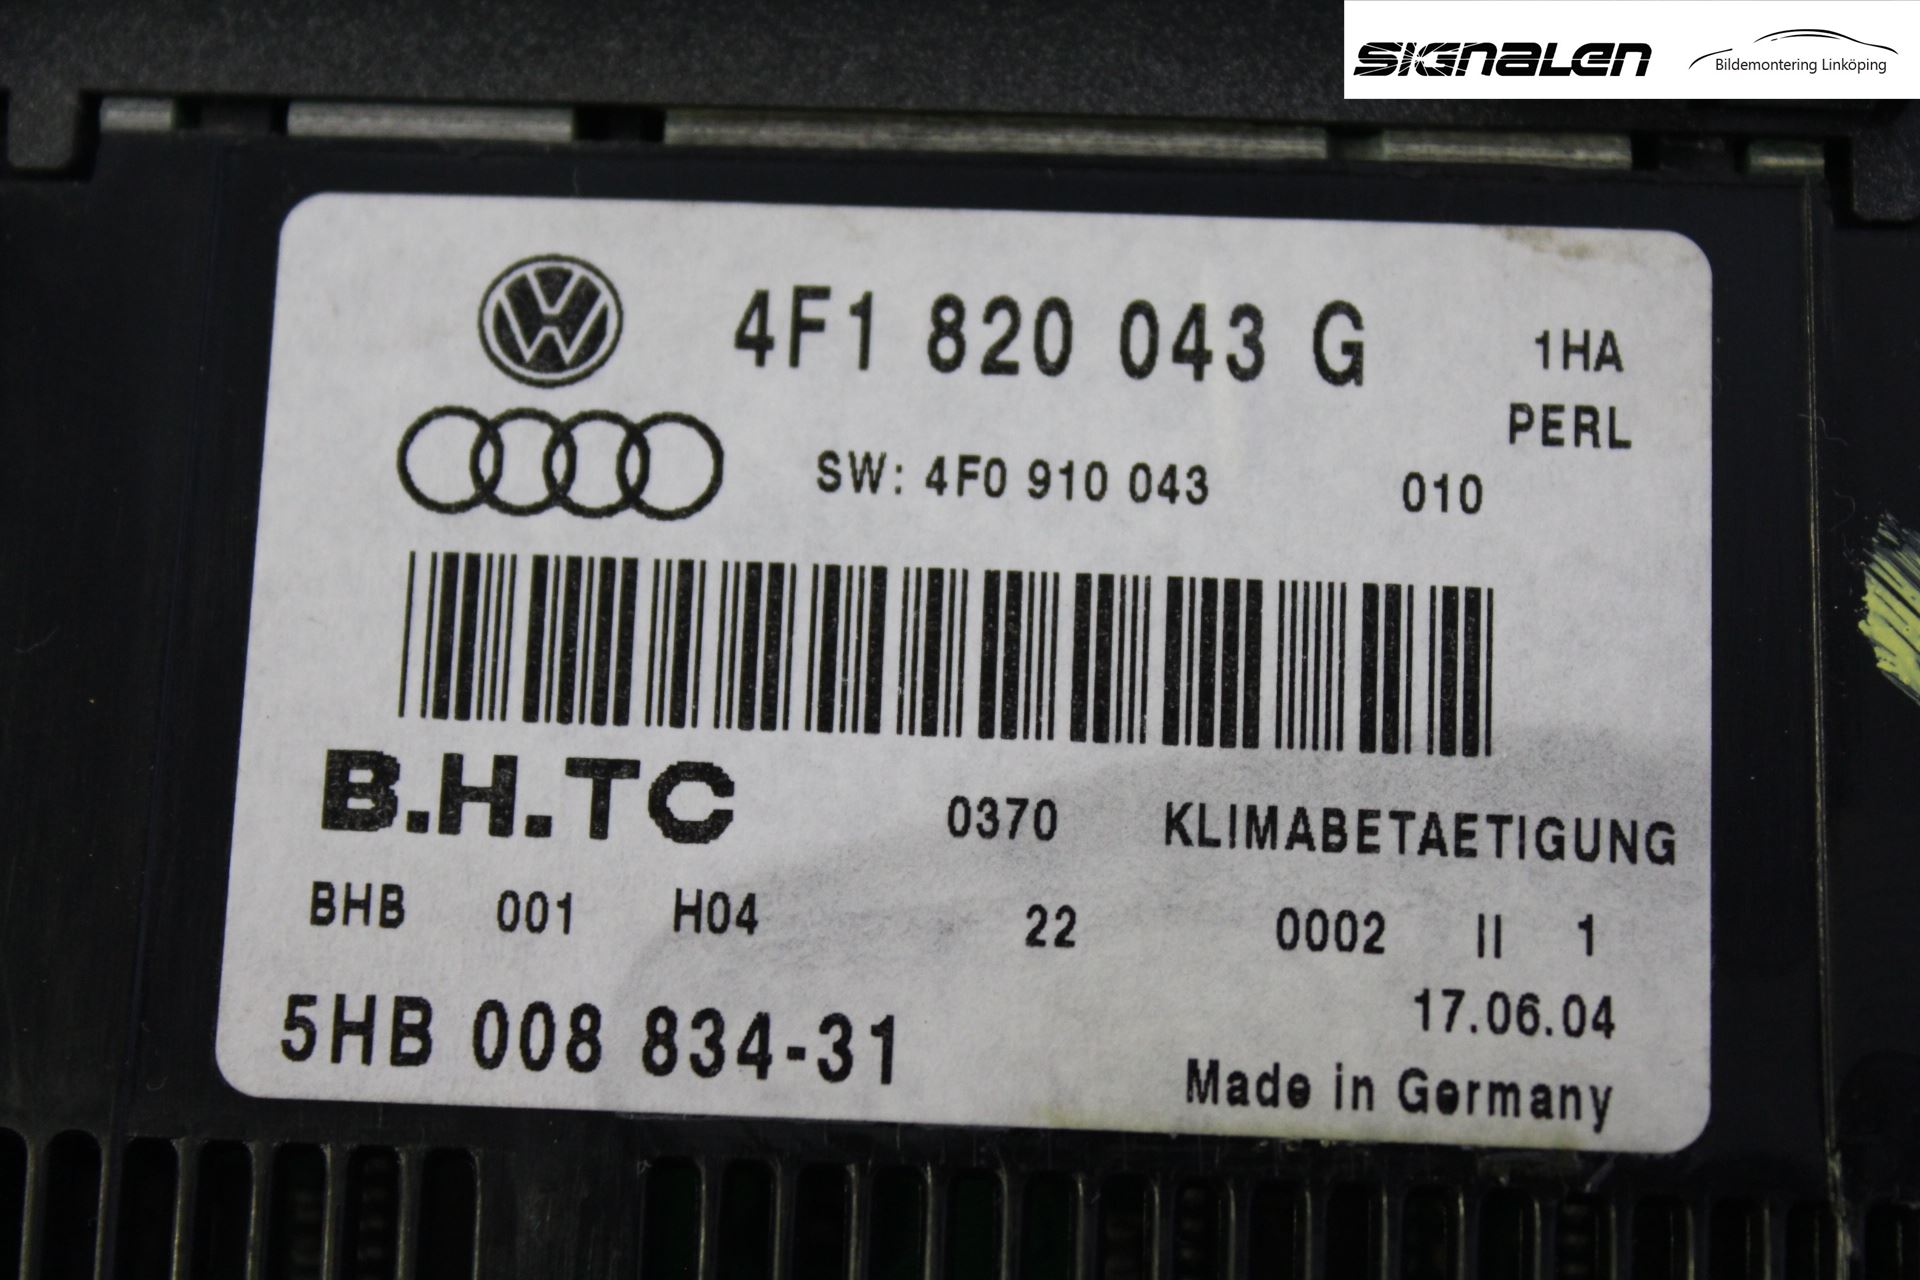 SIGNALEN
Bildemontering Linköping
4F1 820 043 G 1HA
PERL
SW: 4F0 910 043 010
B.H.TC 0370 KLIMABETAETIGUNG
BHB 001 H04 22 0002 II 1
17.06.04
5HB 008 834-31
Made in Germany